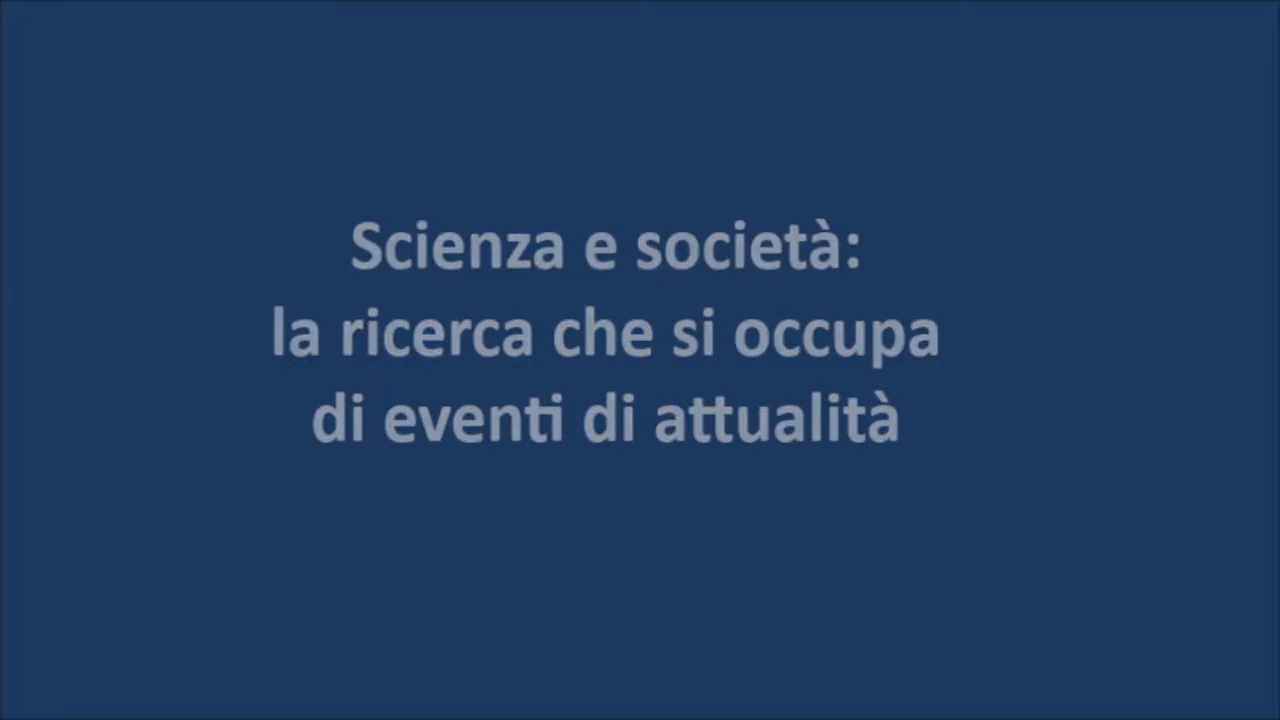 Scienza e società:
la ricerca che si occupa
di eventi di attualità